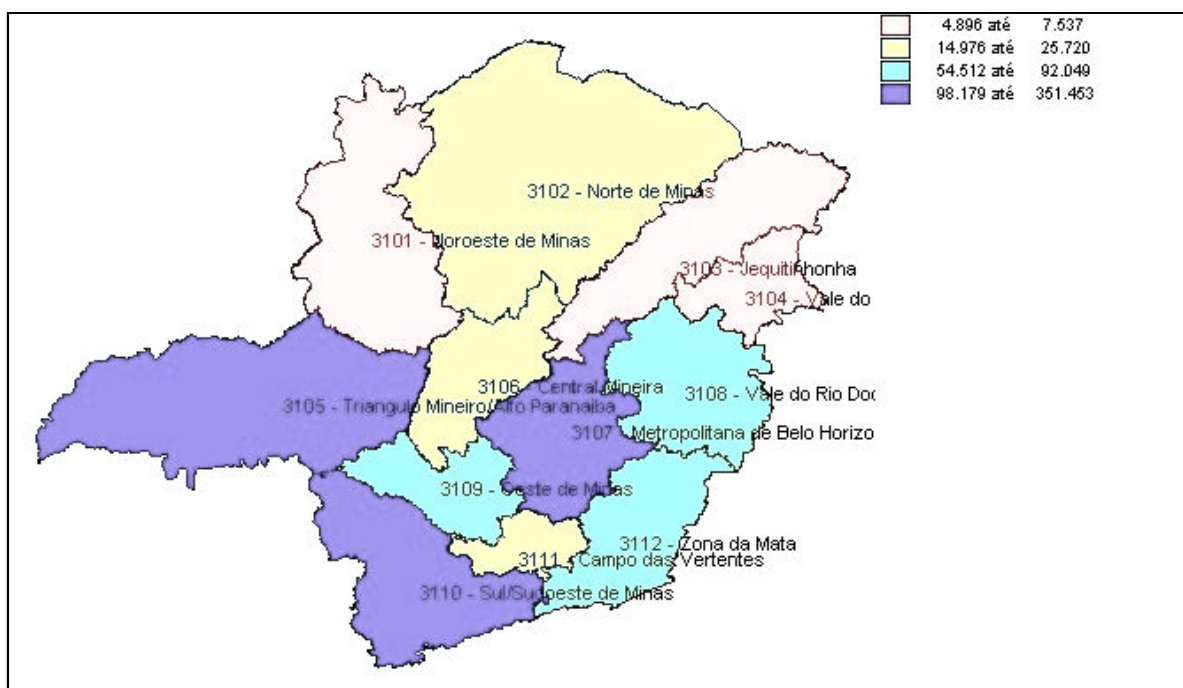 4.896 até 7.537
14.976 até 25.720
54.512 até 92.049
98.179 até 351.453
3102 - Norte de Minas
3101 - Noroeste de Minas
3103 - Jequitinhonha
3104 - Vale do
3106 - Central Mineira
3108 - Vale do Rio Doc
3105 - Triangulo Mineiro/Alto Paranaiba
3107 - Metropolitana de Belo Horizo
3109 - Oeste de Minas
3112 - Zona da Mata
3111 - Campo das Vertentes
3110 - Sul/Sudoeste de Minas